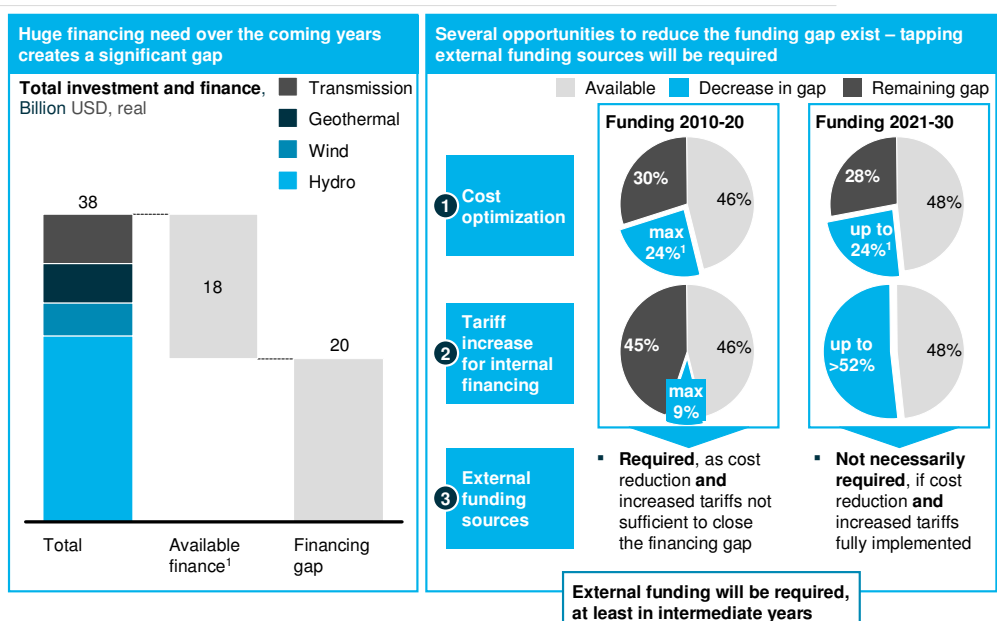 Huge financing need over the coming years
creates a significant gap
Total investment and finance,
Billion USD, real
Transmission
Geothermal
Wind
Hydro
38
18
20
Total
Available
finance¹
Financing
gap
Several opportunities to reduce the funding gap exist – tapping
external funding sources will be required
Available
Decrease in gap
Remaining gap
Funding 2010-20
Funding 2021-30
1
Cost
optimization
30%
46%
max
24%¹
28%
48%
up to
24%¹
2
Tariff
increase
for internal
financing
45%
46%
max
9%
up to
>52%
48%
3
External
funding
sources
▪ Required, as cost
reduction and
increased tariffs not
sufficient to close
the financing gap
▪ Not necessarily
required, if cost
reduction and
increased tariffs
fully implemented
External funding will be required,
at least in intermediate years